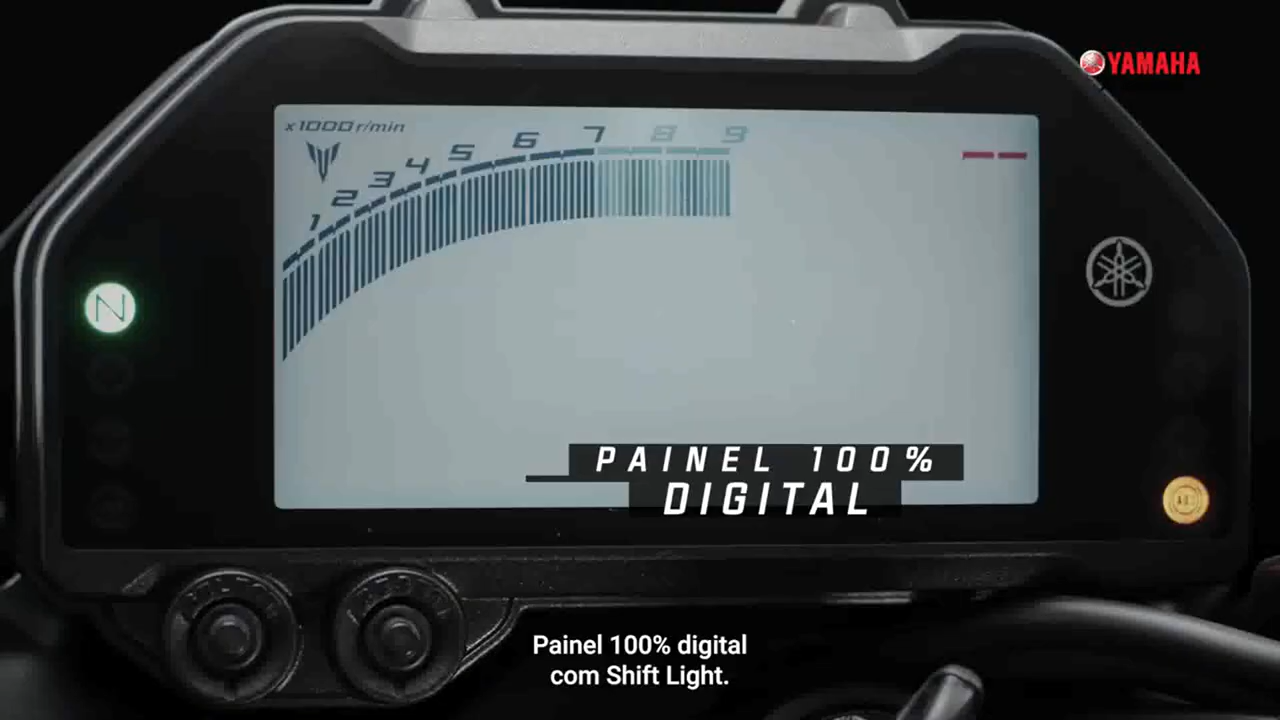 YAMAHA
x1000 r/min
1 2 3 4 5 6 7 8 9
N
PAINEL 100%
DIGITAL
Painel 100% digital
com Shift Light.